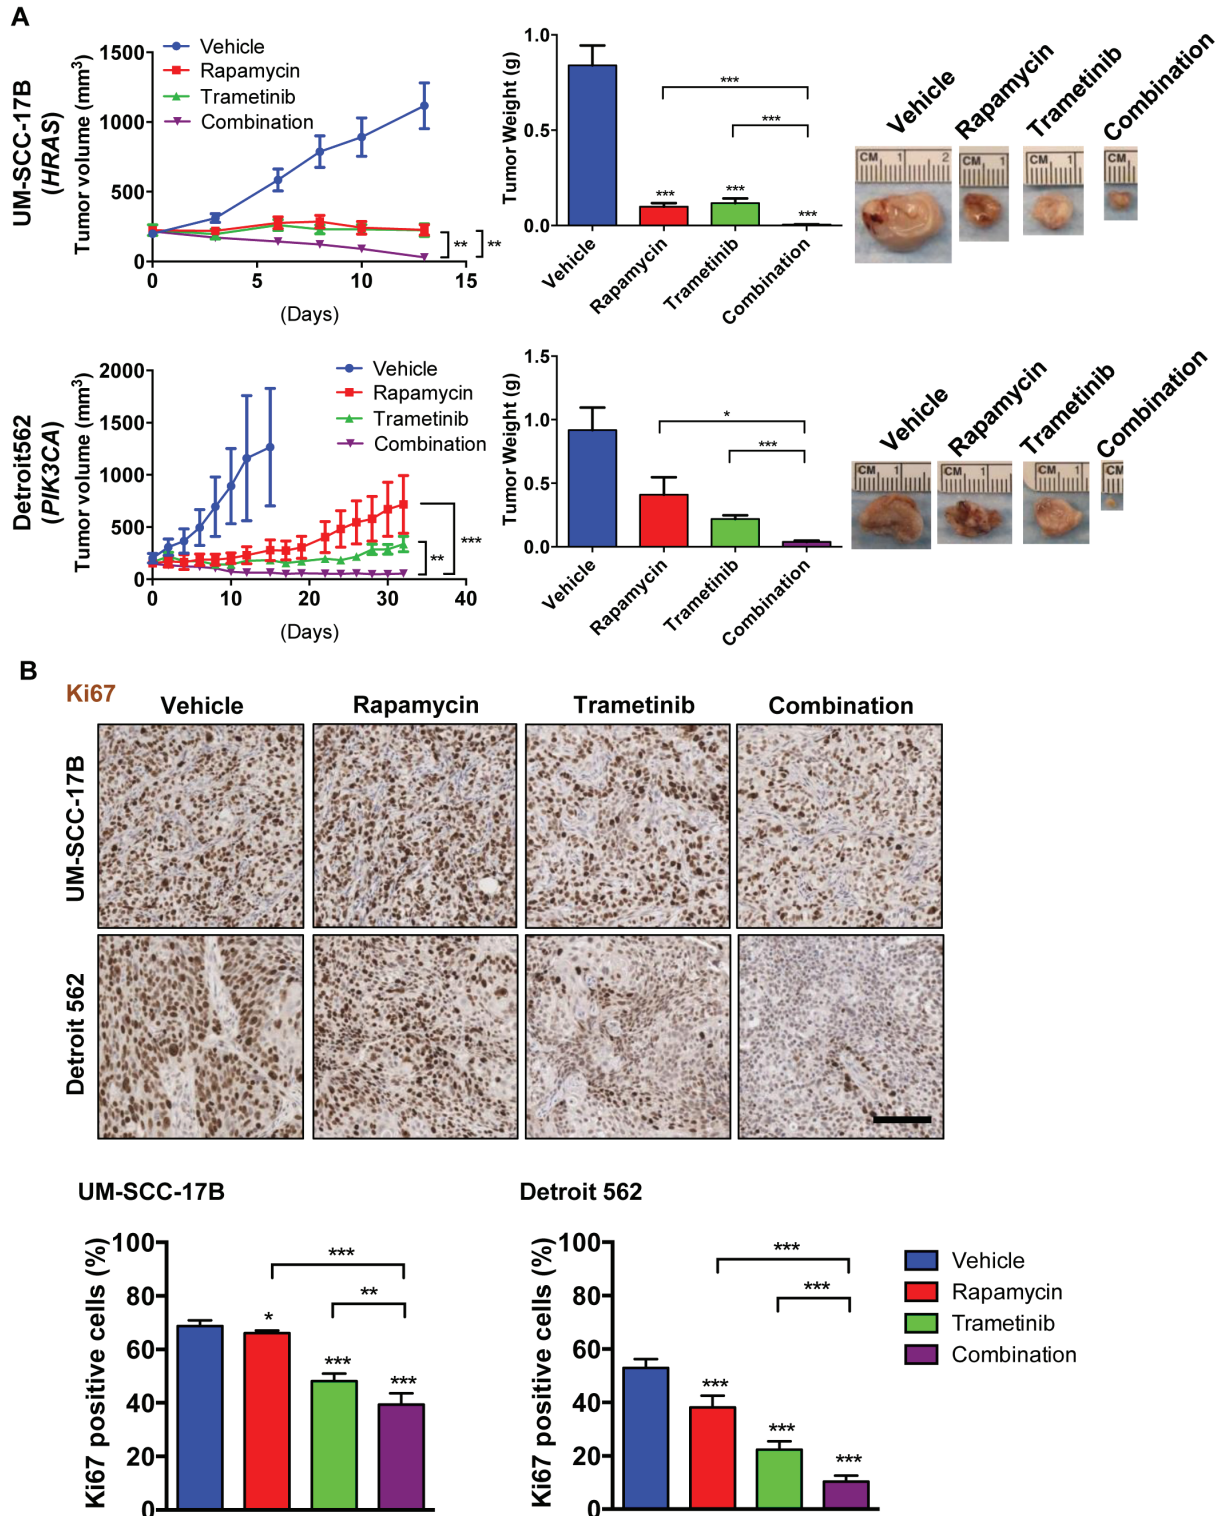 A
UM-SCC-17B
(HRAS)
Tumor volume (mm³)
1500
1000
500
0
0
5
10
15
(Days)
Vehicle
Rapamycin
Trametinib
Combination
**
**
Tumor Weight (g)
1.0
0.5
0.0
***
***
***
***
***
Vehicle
Rapamycin
Trametinib
Combination
Vehicle
Rapamycin
Trametinib
Combination
CM 1 2
CM 1
CM 1
CM
Detroit562
(PIK3CA)
Tumor volume (mm³)
2000
1500
1000
500
0
0
10
20
30
40
(Days)
Vehicle
Rapamycin
Trametinib
Combination
**
***
Tumor Weight (g)
1.5
1.0
0.5
0.0
*
***
Vehicle
Rapamycin
Trametinib
Combination
Vehicle
Rapamycin
Trametinib
Combination
CM 1
CM 1
CM 1
CM
B
Ki67
Vehicle
Rapamycin
Trametinib
Combination
UM-SCC-17B
Detroit 562
UM-SCC-17B
Ki67 positive cells (%)
100
80
60
40
20
0
***
**
*
***
***
Detroit 562
Ki67 positive cells (%)
100
80
60
40
20
0
***
***
***
***
***
Vehicle
Rapamycin
Trametinib
Combination